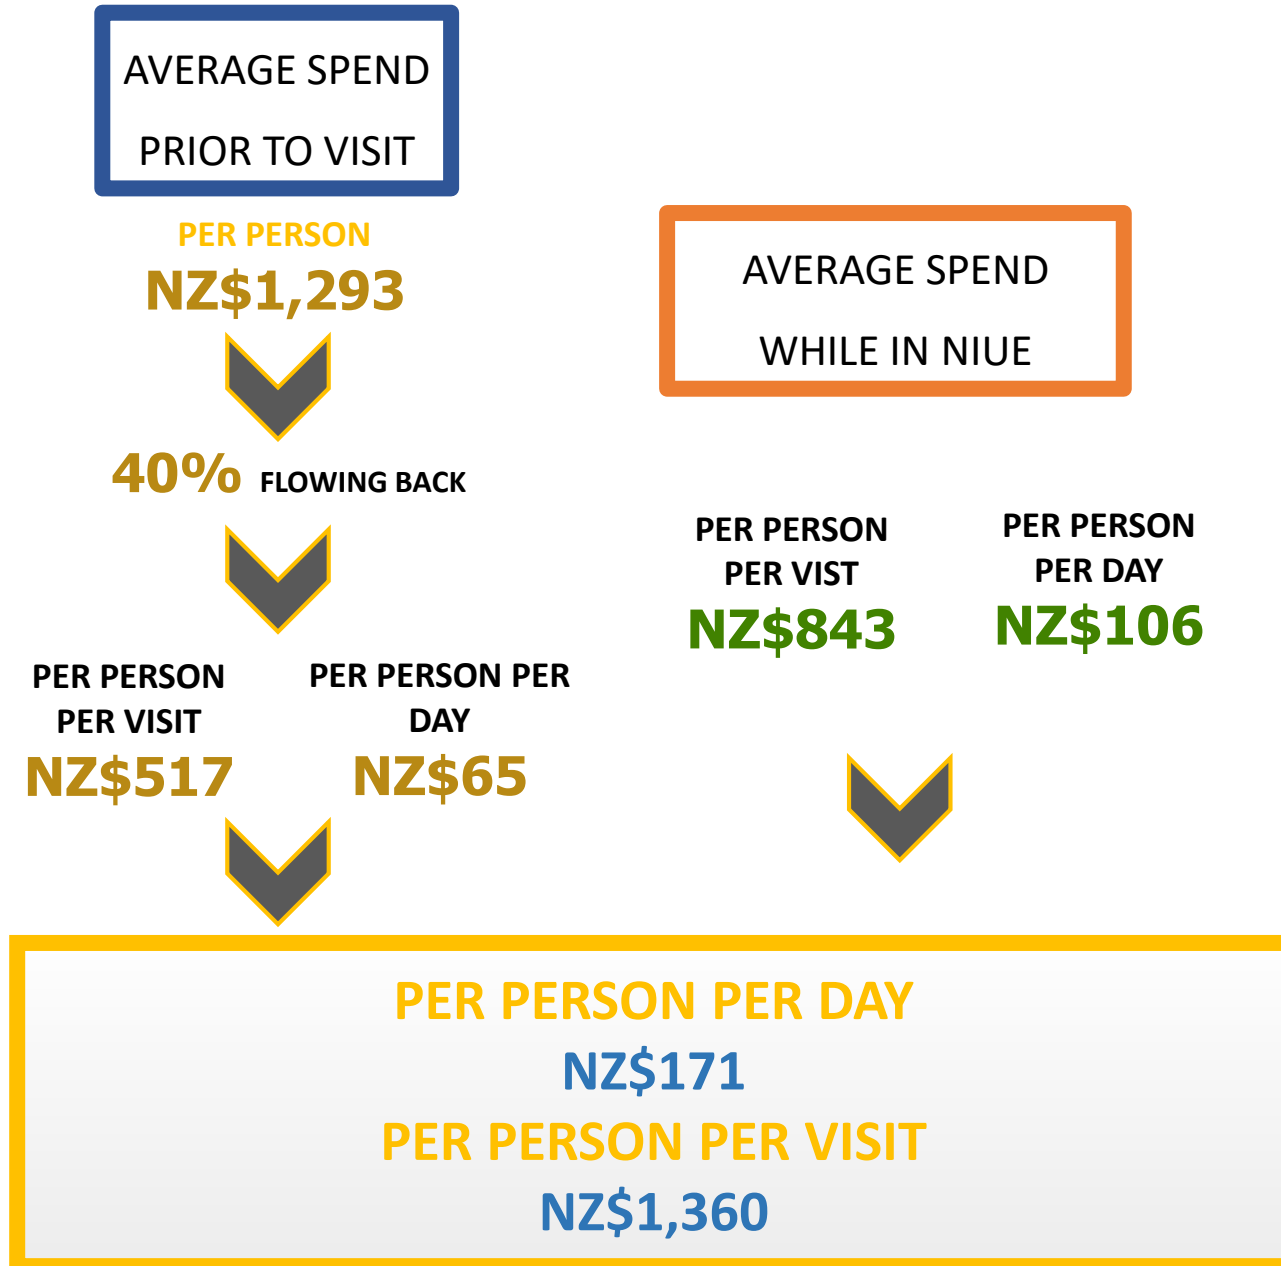 AVERAGE SPEND
PRIOR TO VISIT
PER PERSON
NZ$1,293
40% FLOWING BACK
PER PERSON
PER VISIT
NZ$517
PER PERSON PER
DAY
NZ$65
AVERAGE SPEND
WHILE IN NIUE
PER PERSON
PER VIST
NZ$843
PER PERSON
PER DAY
NZ$106
PER PERSON PER DAY
NZ$171
PER PERSON PER VISIT
NZ$1,360